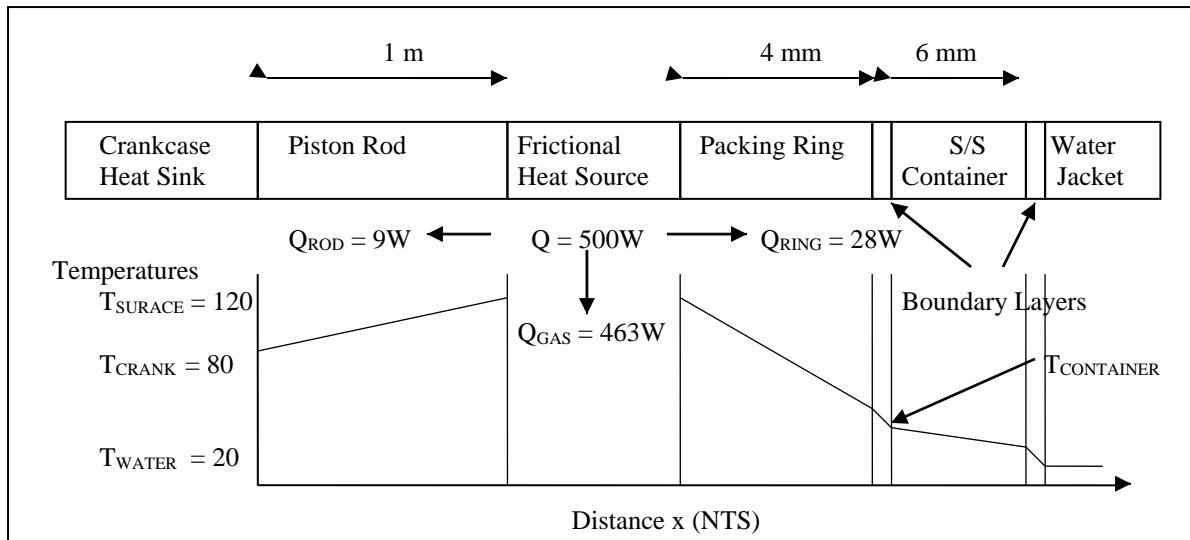 1 m 4 mm 6 mm
Crankcase Piston Rod Frictional Packing Ring S/S Water
Heat Sink Heat Source Container Jacket
QROD = 9W Q = 500W QRING = 28W
Temperatures
TSURACE = 120 Boundary Layers
QGAS = 463W
TCRANK = 80 TCONTAINER
TWATER = 20
Distance x (NTS)